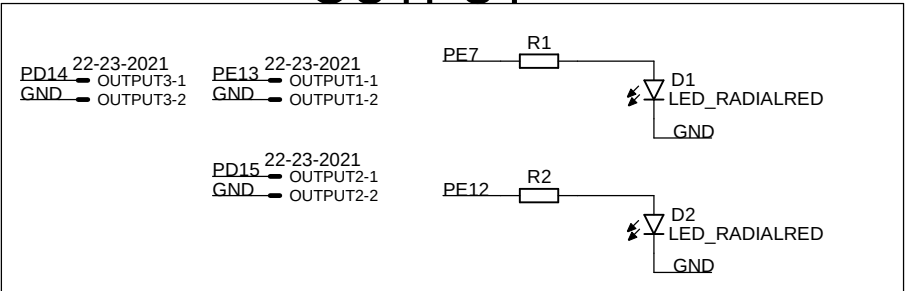 22-23-2021
PD14 OUTPUT3-1
GND OUTPUT3-2
22-23-2021
PE13 OUTPUT1-1
GND OUTPUT1-2
22-23-2021
PD15 OUTPUT2-1
GND OUTPUT2-2
PE7 R1
D1
LED_RADIALRED
GND
PE12 R2
D2
LED_RADIALRED
GND